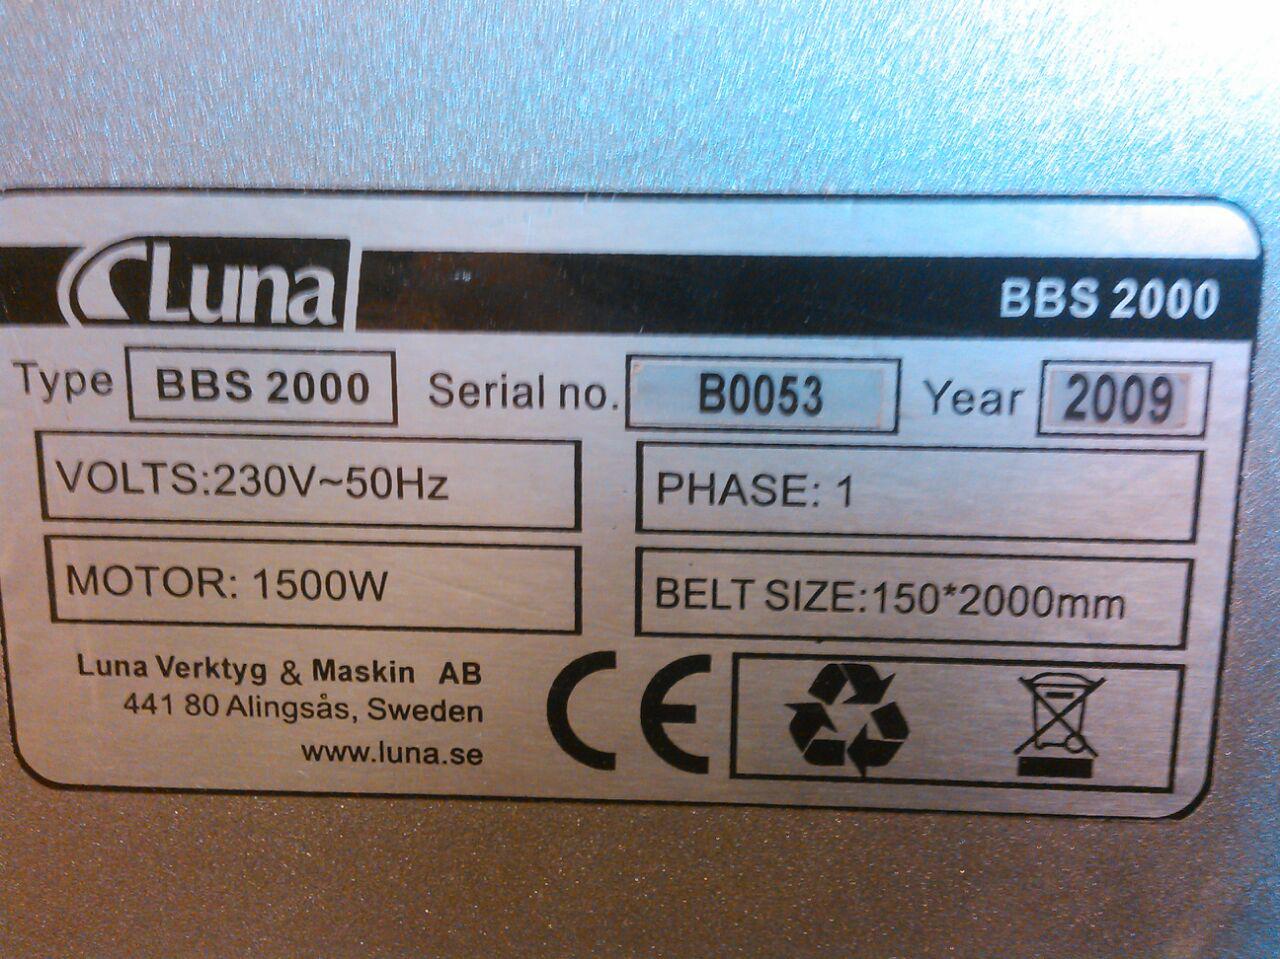 Luna BBS 2000
Type BBS 2000 Serial no. B0053 Year 2009
VOLTS:230V~50Hz PHASE: 1
MOTOR: 1500W BELT SIZE:150*2000mm
Luna Verktyg & Maskin AB
441 80 Alingsås, Sweden
www.luna.se
CE